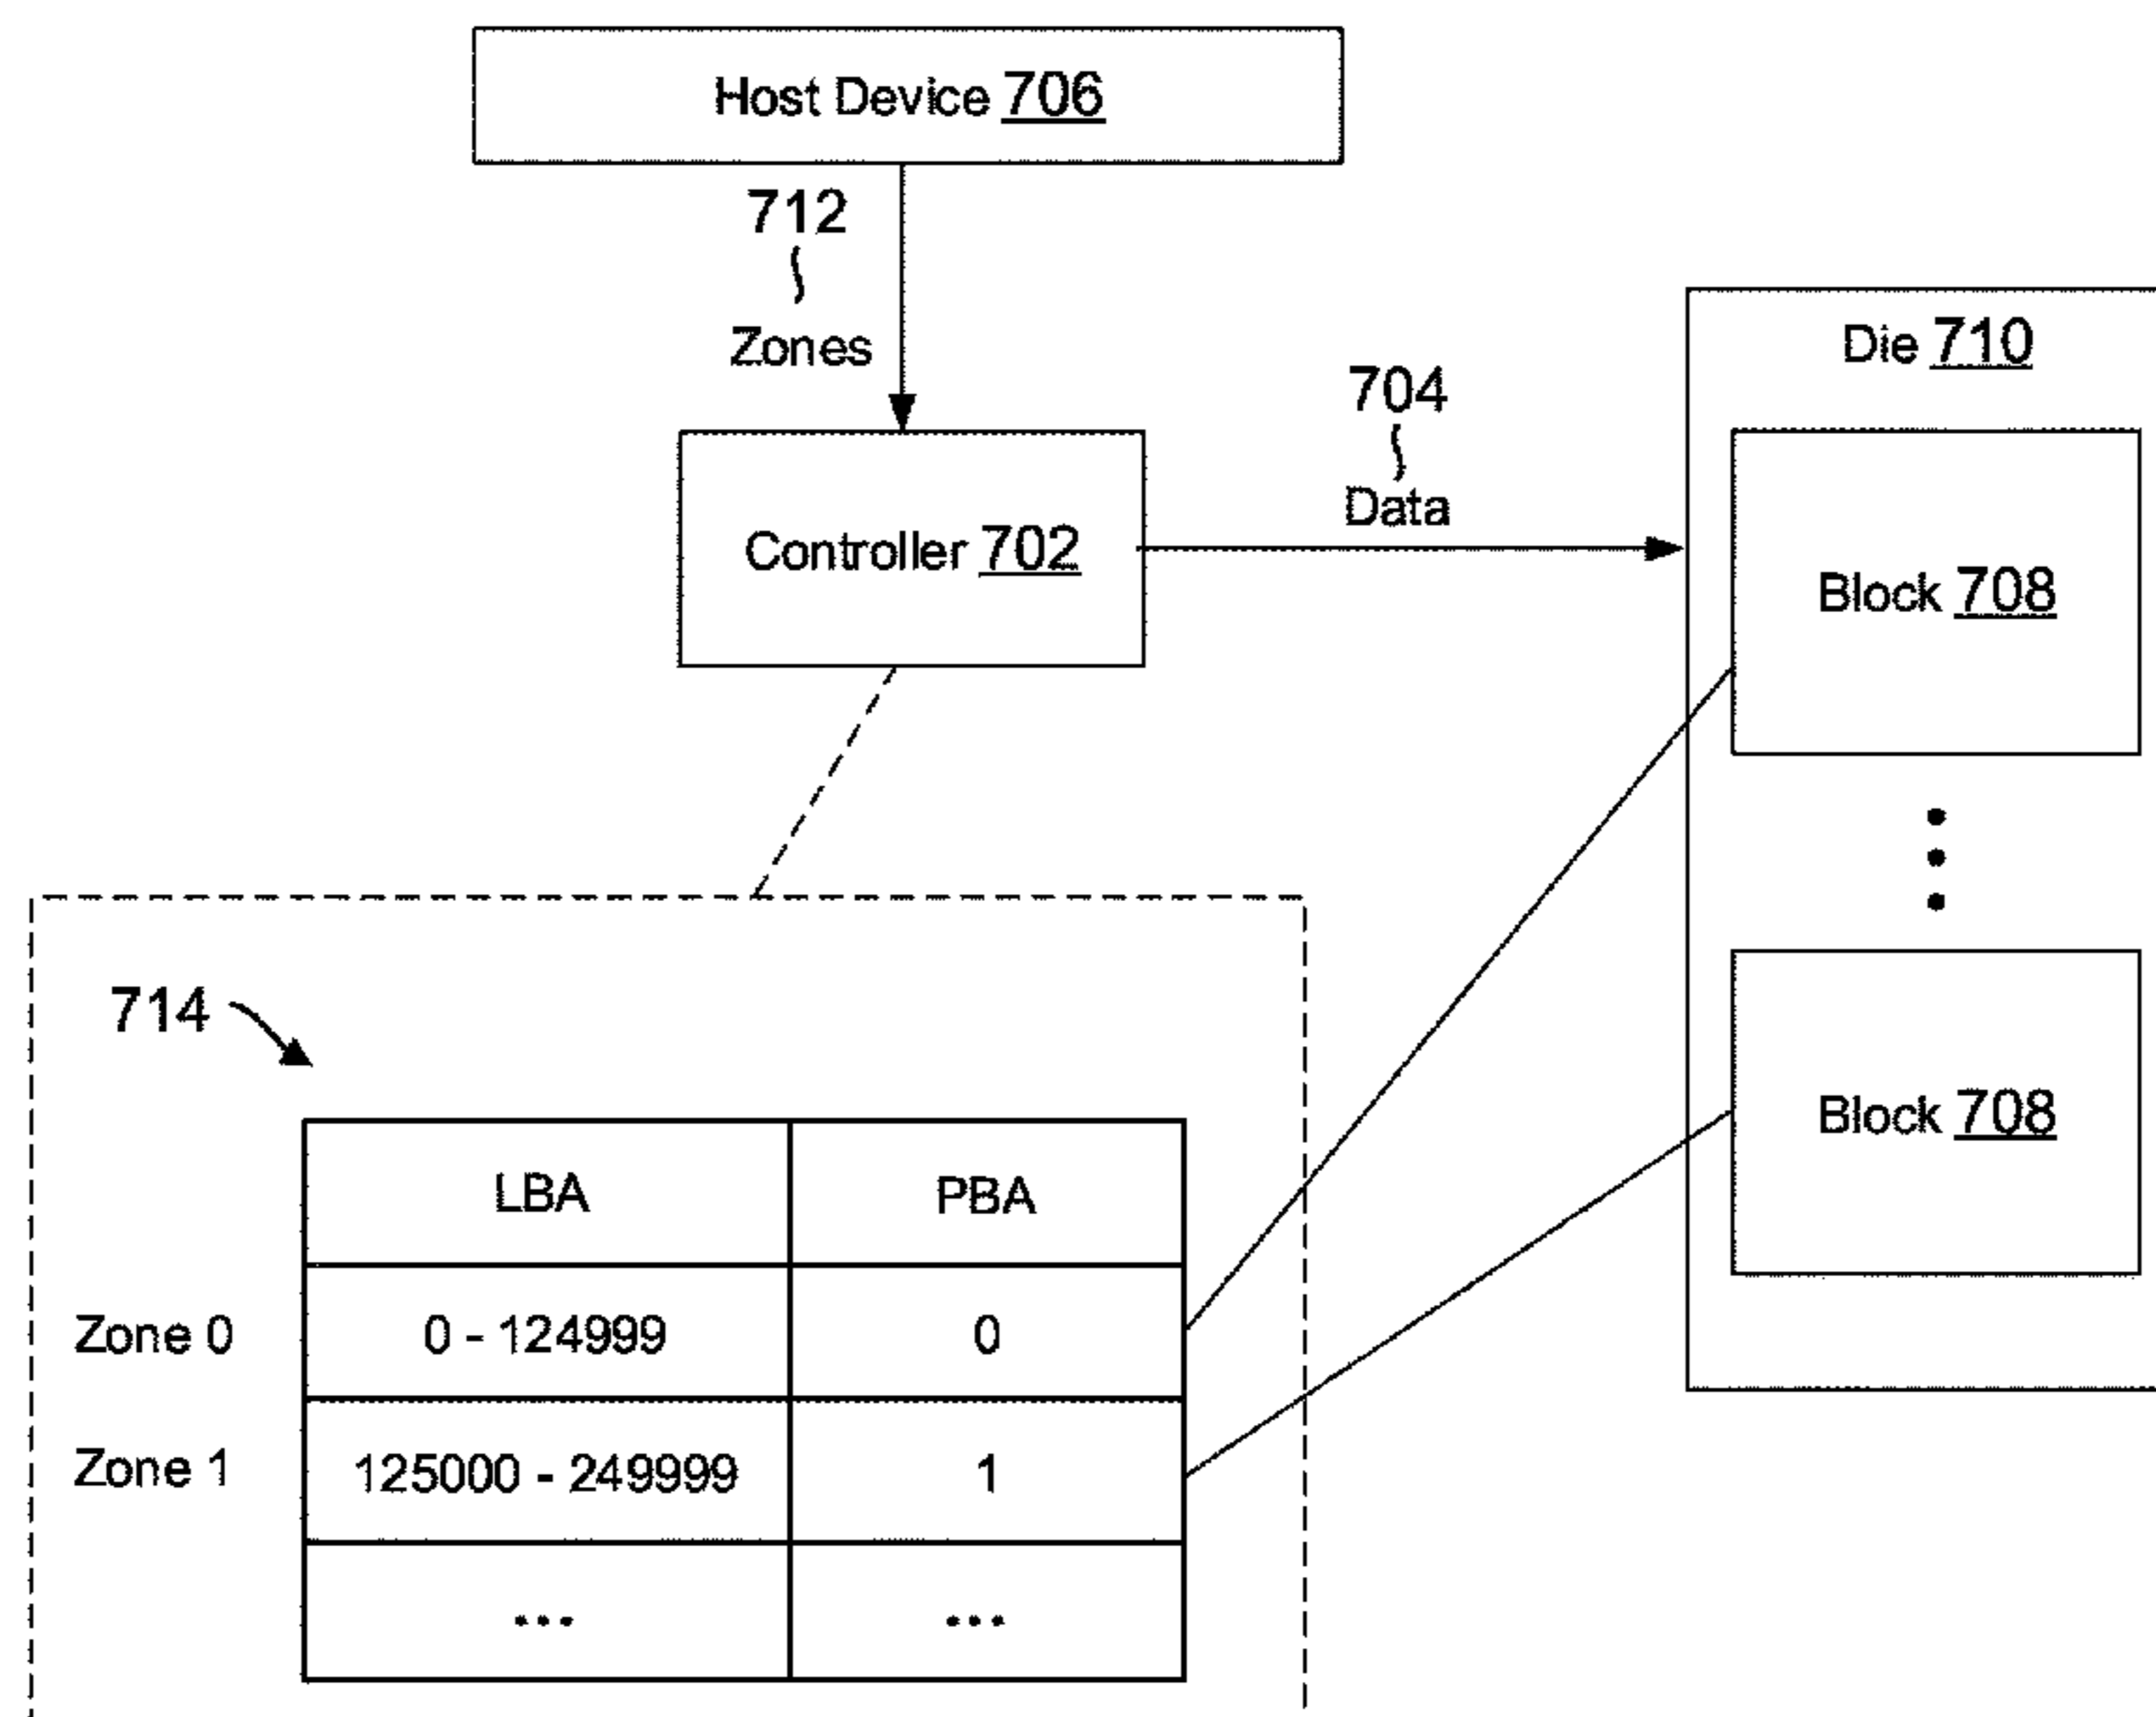 Host Device 706
712
Zones
Die 710
704
Data
Controller 702
Block 708
714
Block 708
LBA PBA
Zone 0 0 - 124999 0
Zone 1 125000 - 249999 1
... ...